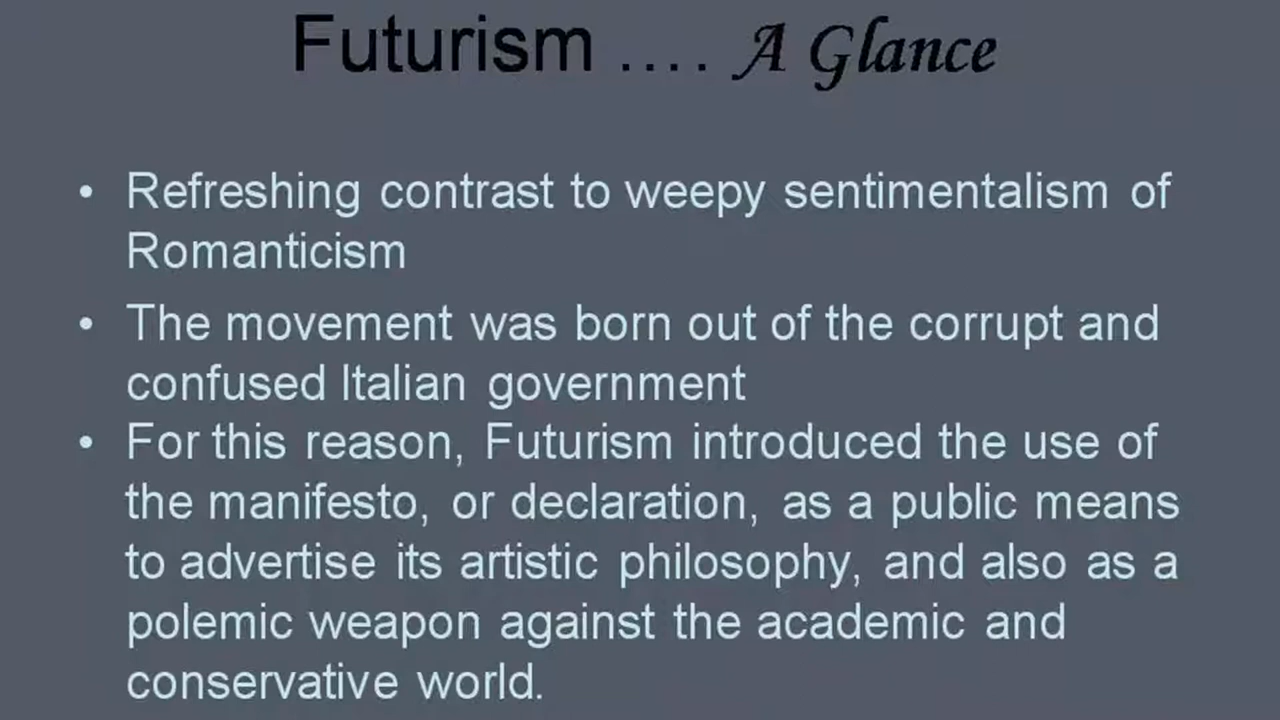 Futurism .... A Glance
• Refreshing contrast to weepy sentimentalism of
Romanticism
• The movement was born out of the corrupt and
confused Italian government
• For this reason, Futurism introduced the use of
the manifesto, or declaration, as a public means
to advertise its artistic philosophy, and also as a
polemic weapon against the academic and
conservative world.